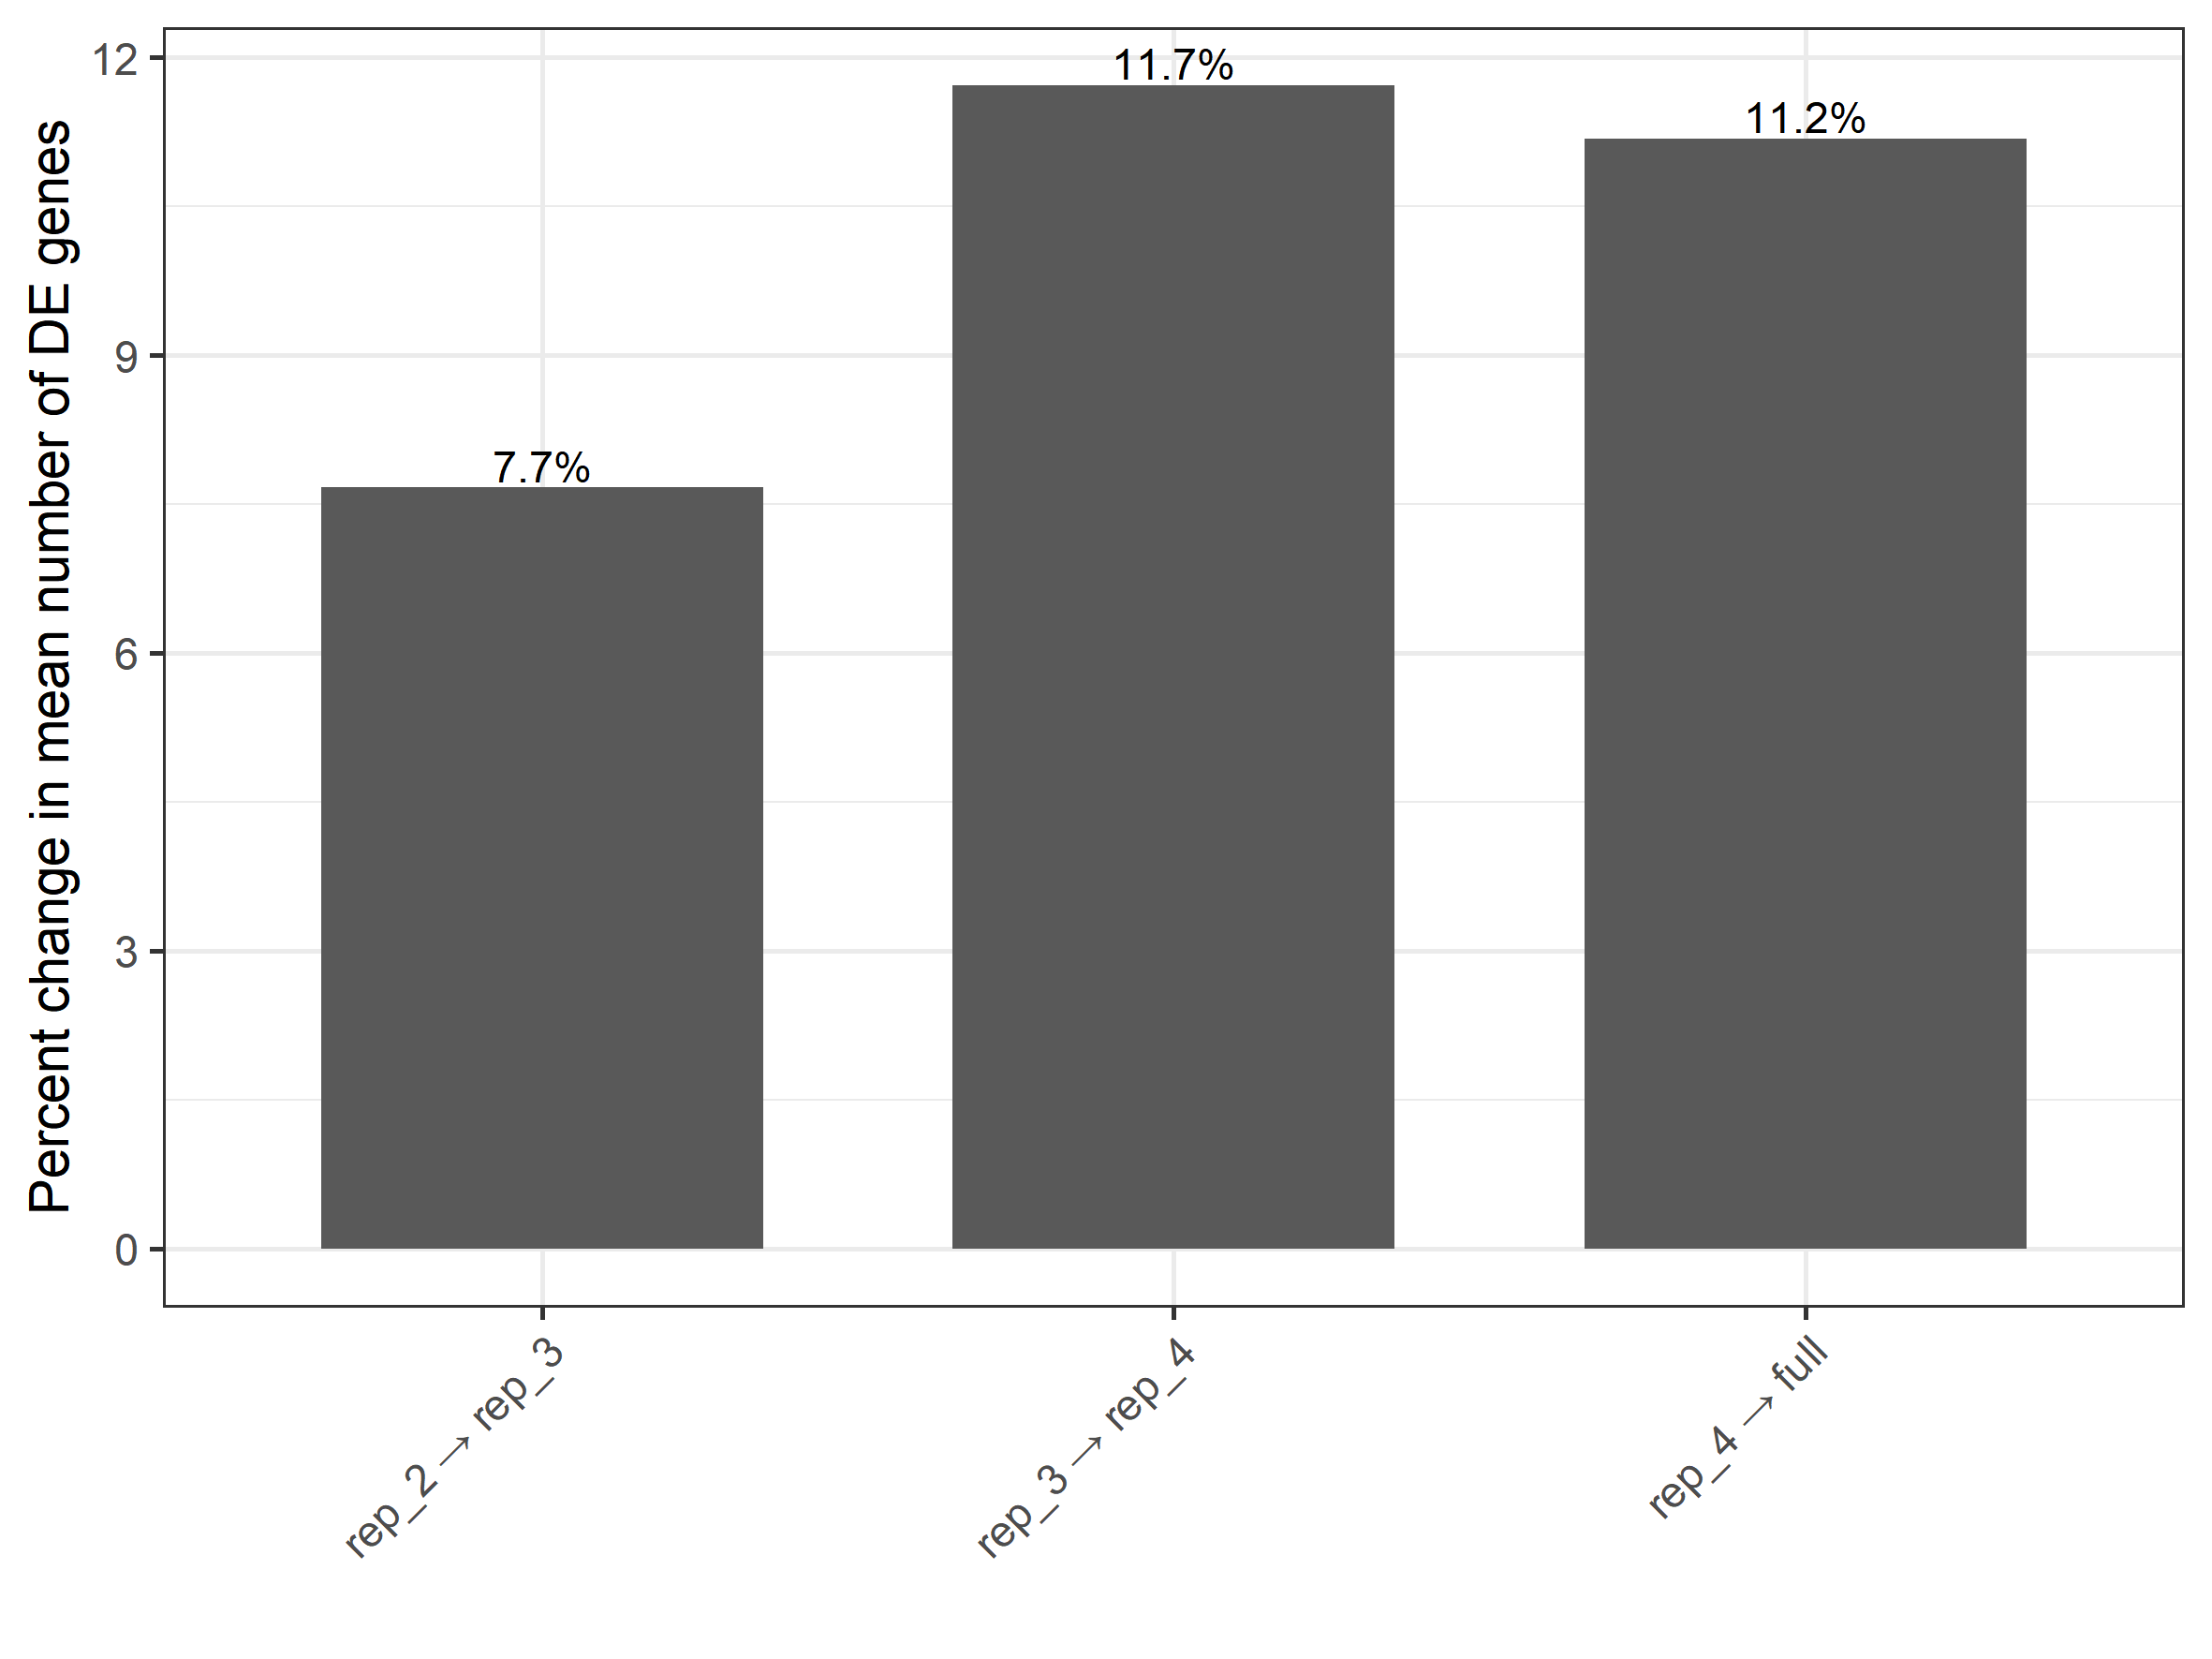 Percent change in mean number of DE genes
12
9
6
3
0
7.7%
11.7%
11.2%
rep_2 → rep_3
rep_3 → rep_4
rep_4 → full